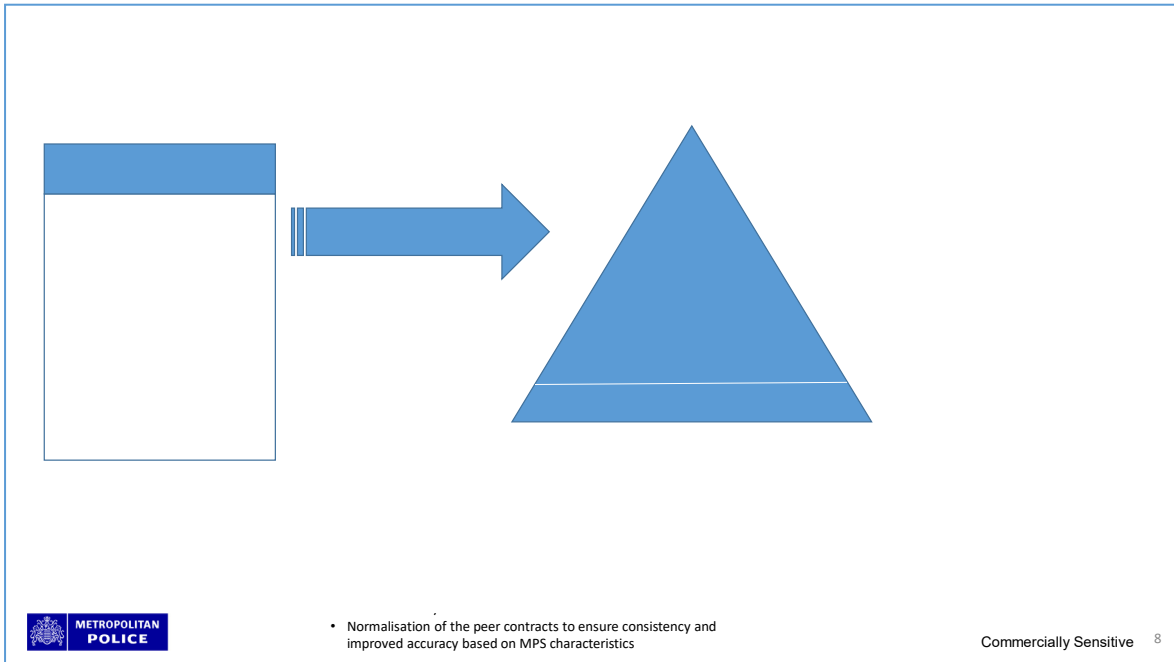 METROPOLITAN
POLICE
• Normalisation of the peer contracts to ensure consistency and
improved accuracy based on MPS characteristics
Commercially Sensitive 8